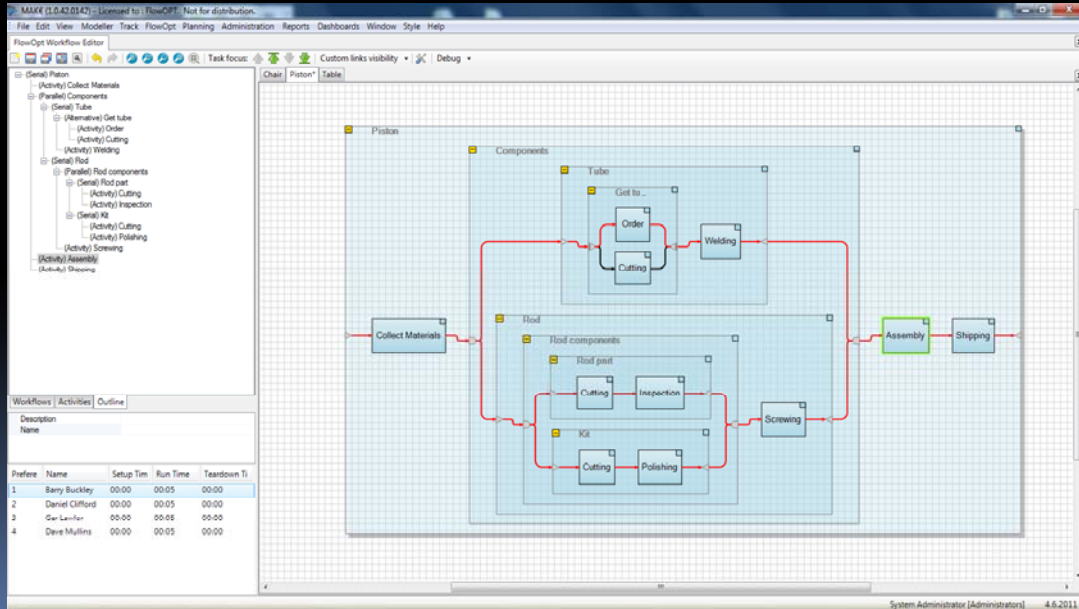 MAKE (1.0.42.0142) - Licensed to : FlowOPT. Not for distribution.
File Edit View Modeller Track FlowOpt Planning Administration Reports Dashboards Window Style Help
FlowOpt Workflow Editor
Task focus: Custom links visibility Debug
(Serial) Piston
(Activity) Collect Materials
(Parallel) Components
(Serial) Tube
(Alternative) Get tube
(Activity) Order
(Activity) Cutting
(Activity) Welding
(Serial) Rod
(Parallel) Rod components
(Serial) Rod part
(Activity) Cutting
(Activity) Inspection
(Serial) Kit
(Activity) Cutting
(Activity) Polishing
(Activity) Screwing
(Activity) Assembly
(Activity) Shipping
Workflows Activities Outline
Description
Name
Prefere Name Setup Tim Run Time Teardown Ti
1 Barry Buckley 00:00 00:05 00:00
2 Daniel Clifford 00:00 00:05 00:00
3 00:00 00:05 00:00
4 Dave Mullins 00:00 00:05 00:00
Chair Piston* Table
Piston
Components
Tube
Get to...
Order
Cutting
Welding
Collect Materials
Rod
Rod components
Rod part
Cutting Inspection
Kit
Cutting Polishing
Screwing
Assembly
Shipping
System Administrator [Administrators] 4.6.2011